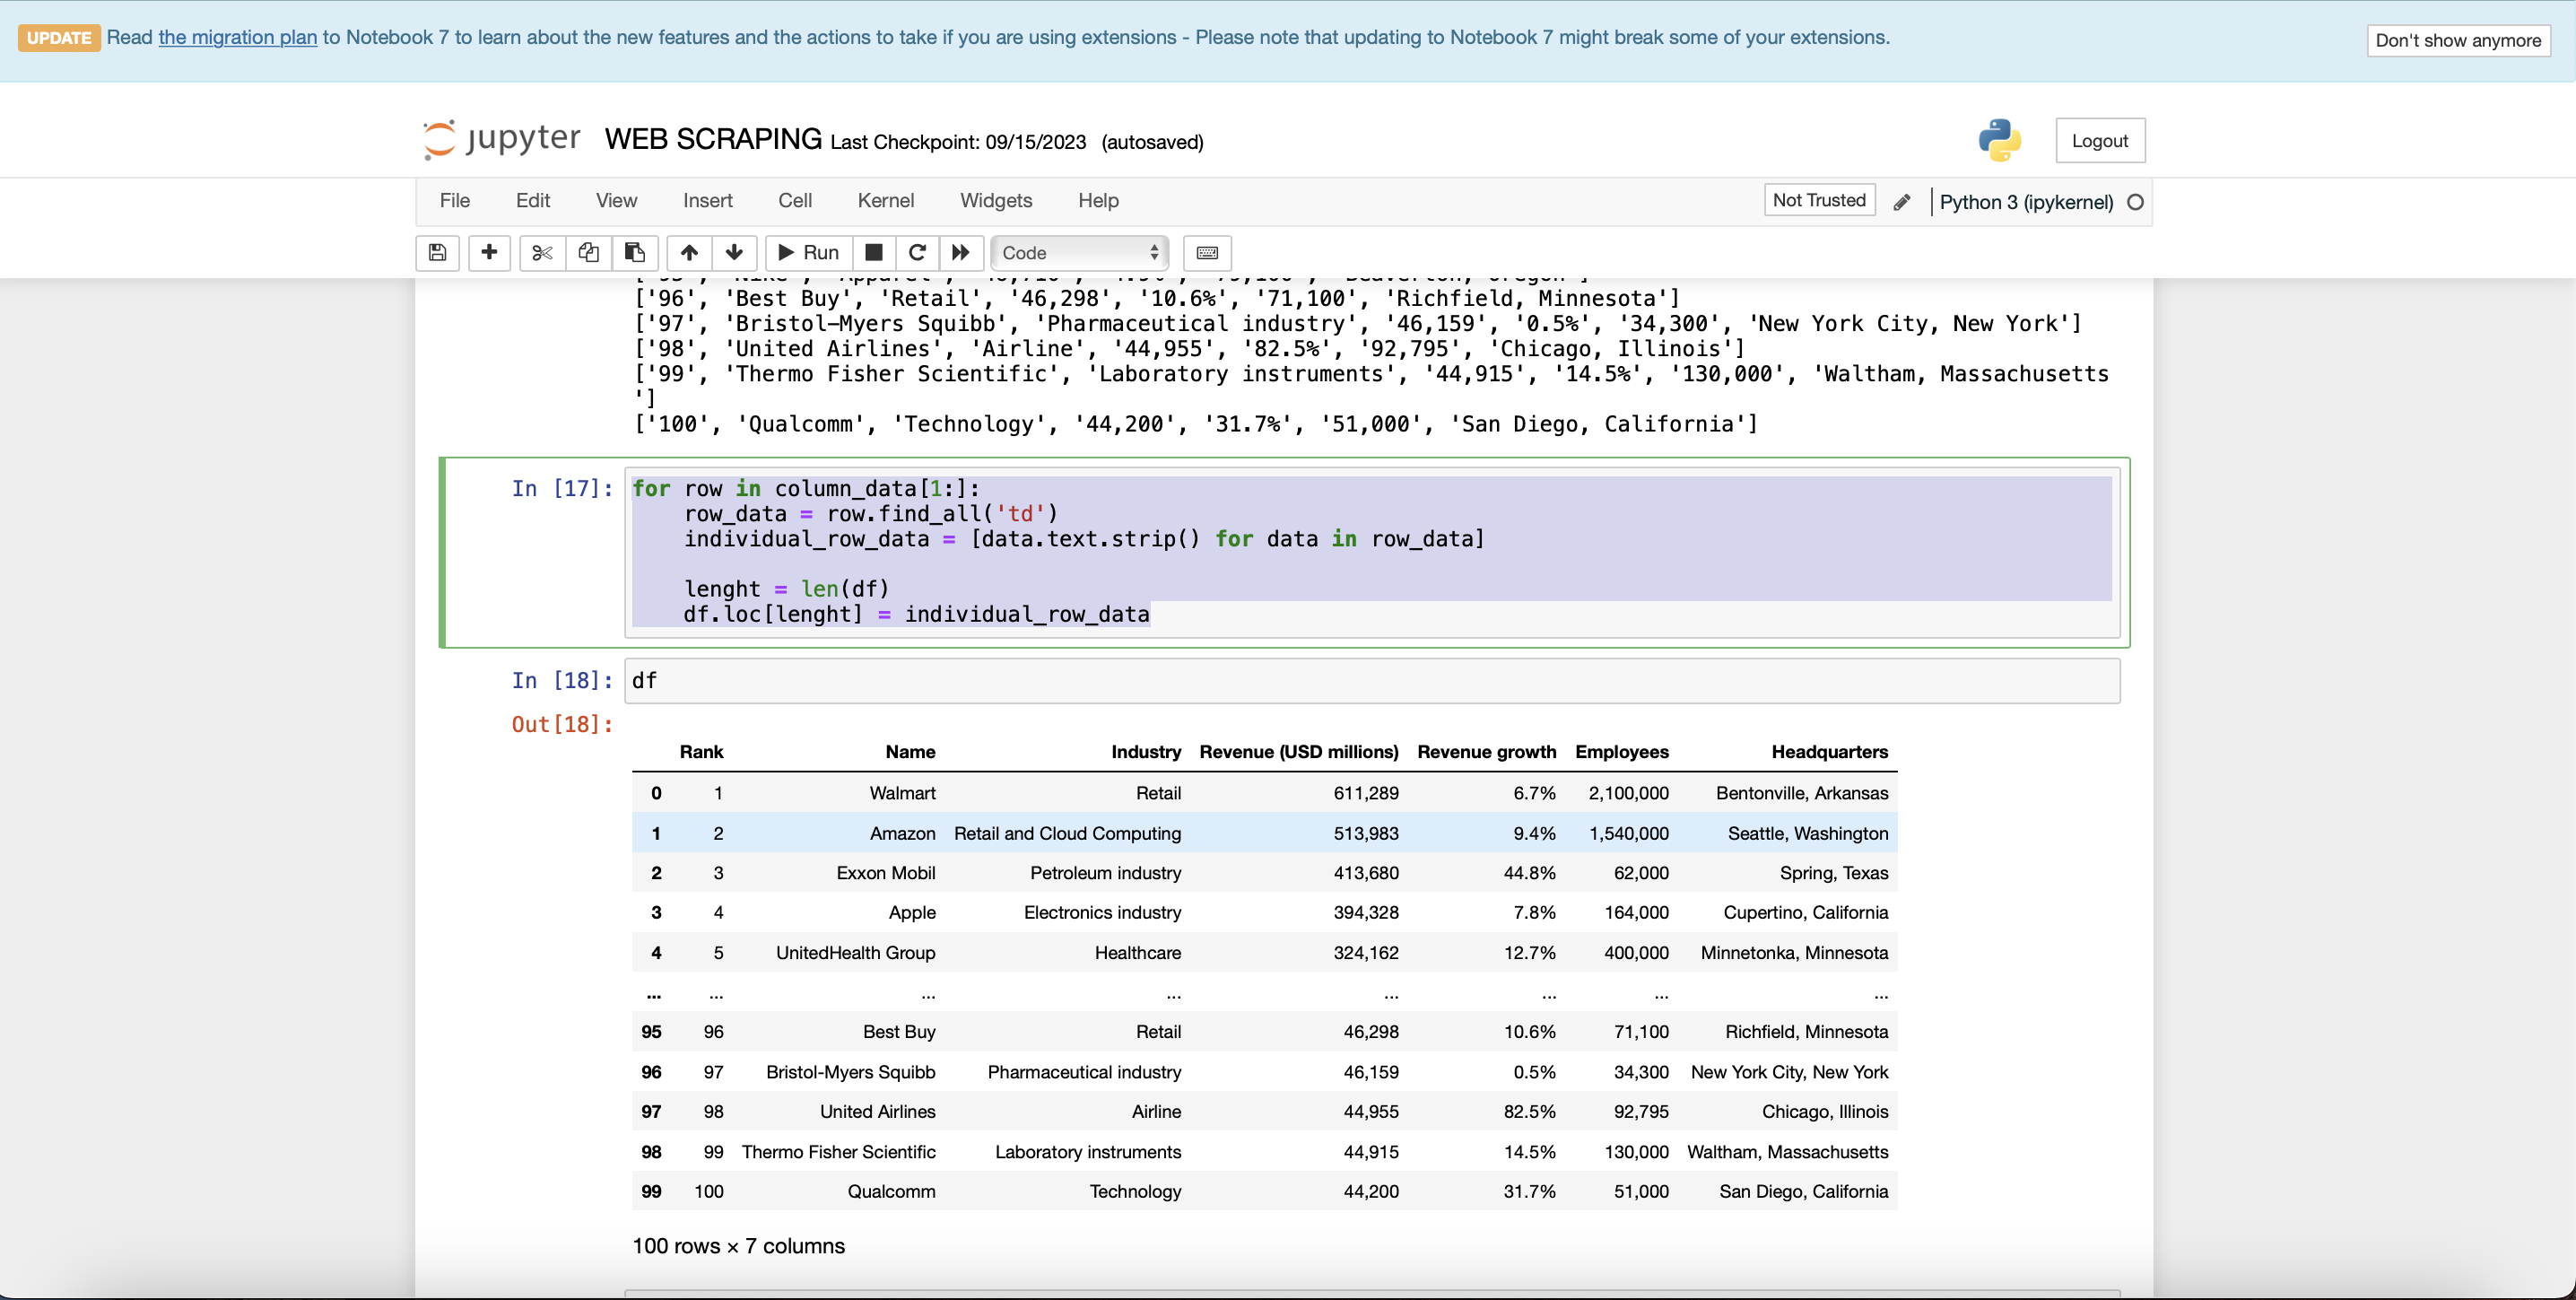 UPDATE Read the migration plan to Notebook 7 to learn about the new features and the actions to take if you are using extensions - Please note that updating to Notebook 7 might break some of your extensions.
Don't show anymore
jupyter WEB SCRAPING Last Checkpoint: 09/15/2023 (autosaved)
Logout
File Edit View Insert Cell Kernel Widgets Help
Not Trusted Python 3 (ipykernel)
Run Code
['96', 'Best Buy', 'Retail', '46,298', '10.6%', '71,100', 'Richfield, Minnesota']
['97', 'Bristol-Myers Squibb', 'Pharmaceutical industry', '46,159', '0.5%', '34,300', 'New York City, New York']
['98', 'United Airlines', 'Airline', '44,955', '82.5%', '92,795', 'Chicago, Illinois']
['99', 'Thermo Fisher Scientific', 'Laboratory instruments', '44,915', '14.5%', '130,000', 'Waltham, Massachusetts
']
['100', 'Qualcomm', 'Technology', '44,200', '31.7%', '51,000', 'San Diego, California']
In [17]: for row in column_data[1:]:
row_data = row.find_all('td')
individual_row_data = [data.text.strip() for data in row_data]
lenght = len(df)
df.loc[lenght] = individual_row_data
In [18]: df
Out[18]:
Rank Name Industry Revenue (USD millions) Revenue growth Employees Headquarters
0 1 Walmart Retail 611,289 6.7% 2,100,000 Bentonville, Arkansas
1 2 Amazon Retail and Cloud Computing 513,983 9.4% 1,540,000 Seattle, Washington
2 3 Exxon Mobil Petroleum industry 413,680 44.8% 62,000 Spring, Texas
3 4 Apple Electronics industry 394,328 7.8% 164,000 Cupertino, California
4 5 UnitedHealth Group Healthcare 324,162 12.7% 400,000 Minnetonka, Minnesota
... ... ... ... ... ... ... ...
95 96 Best Buy Retail 46,298 10.6% 71,100 Richfield, Minnesota
96 97 Bristol-Myers Squibb Pharmaceutical industry 46,159 0.5% 34,300 New York City, New York
97 98 United Airlines Airline 44,955 82.5% 92,795 Chicago, Illinois
98 99 Thermo Fisher Scientific Laboratory instruments 44,915 14.5% 130,000 Waltham, Massachusetts
99 100 Qualcomm Technology 44,200 31.7% 51,000 San Diego, California
100 rows × 7 columns